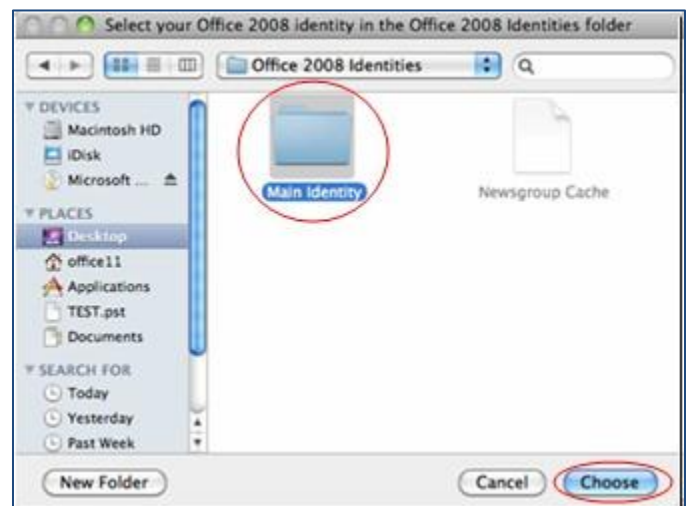 Select your Office 2008 identity in the Office 2008 Identities folder
Office 2008 Identities
DEVICES
Macintosh HD
iDisk
Microsoft ...
PLACES
Desktop
office11
Applications
TEST.pst
Documents
SEARCH FOR
Today
Yesterday
Past Week
Main Identity
Newsgroup Cache
New Folder
Cancel
Choose